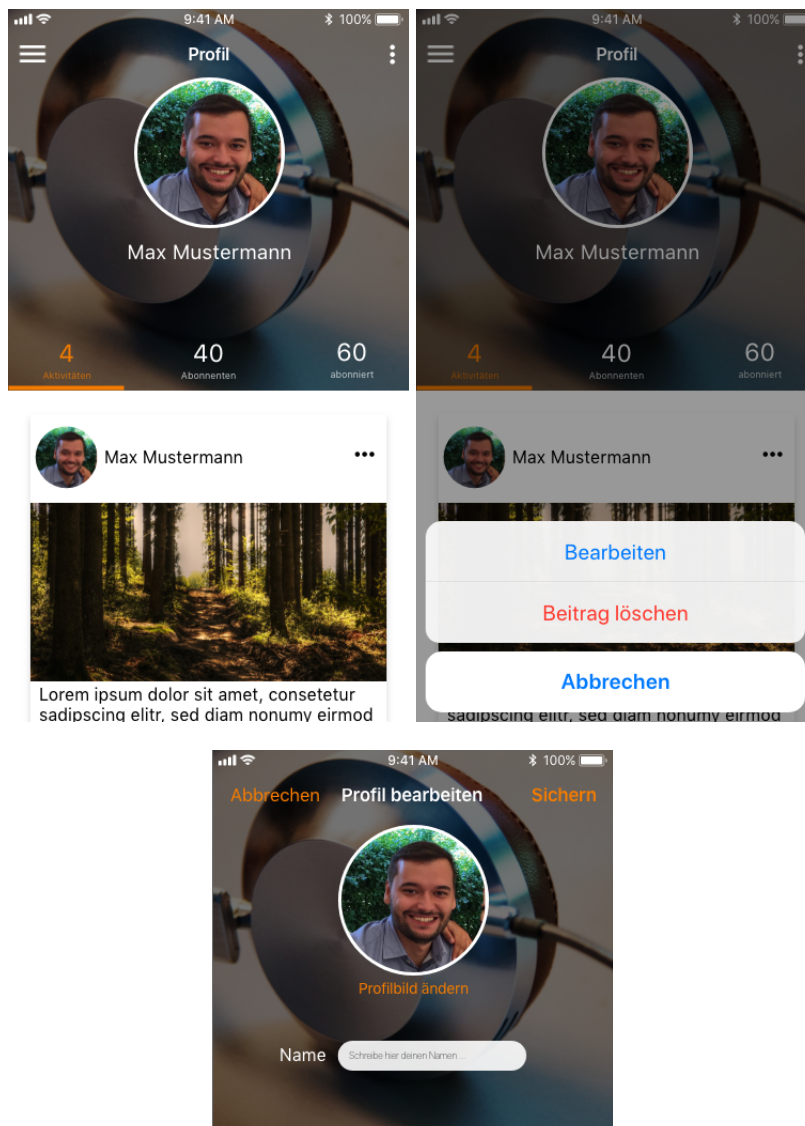 9:41 AM
100%
Profil
Max Mustermann
4
40
60
Aktivitäten
Abonnenten
abonniert
Max Mustermann
•••
Lorem ipsum dolor sit amet, consetetur
sadipscing elitr, sed diam nonumy eirmod
9:41 AM
100%
Profil
Max Mustermann
4
40
60
Aktivitäten
Abonnenten
abonniert
Max Mustermann
•••
Bearbeiten
Beitrag löschen
Abbrechen
sadipscing elitr, sed diam nonumy eirmod
9:41 AM
100%
Abbrechen
Profil bearbeiten
Sichern
Profilbild ändern
Name
Schreibe hier deinen Namen ...